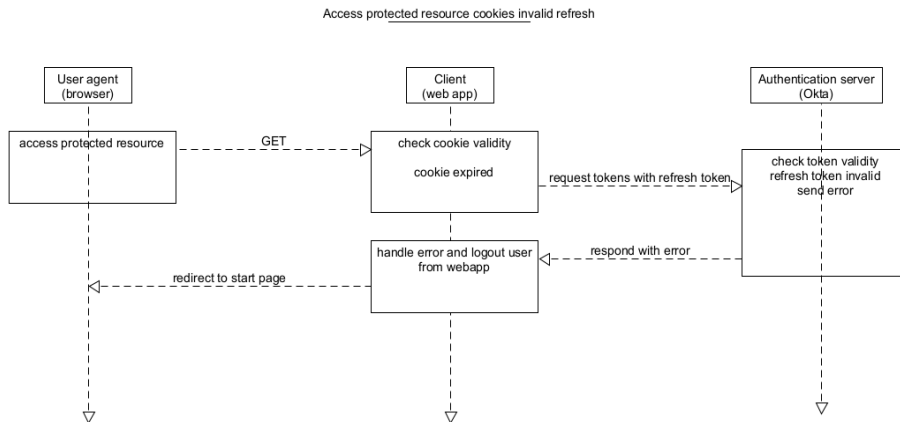 Access protected resource cookies invalid refresh
User agent
(browser)
Client
(web app)
Authentication server
(Okta)
access protected resource
GET
check cookie validity
cookie expired
request tokens with refresh token
check token validity
refresh token invalid
send error
handle error and logout user
from webapp
respond with error
redirect to start page